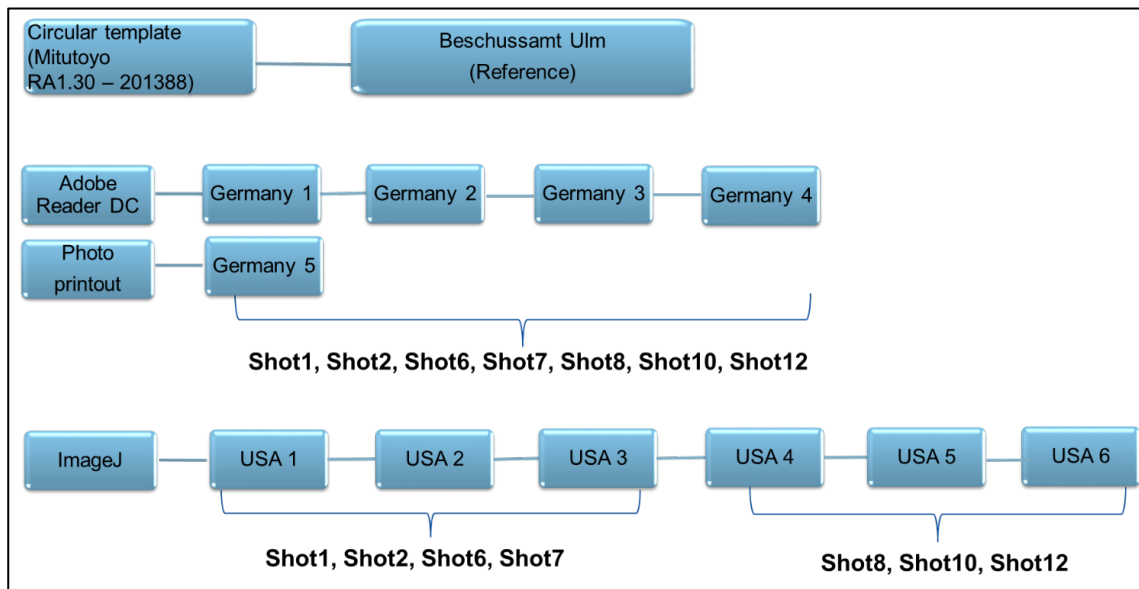 Circular template
(Mitutoyo
RA1.30 – 201388)
Beschussamt Ulm
(Reference)
Adobe
Reader DC
Germany 1
Germany 2
Germany 3
Germany 4
Photo
printout
Germany 5
Shot1, Shot2, Shot6, Shot7, Shot8, Shot10, Shot12
ImageJ
USA 1
USA 2
USA 3
USA 4
USA 5
USA 6
Shot1, Shot2, Shot6, Shot7
Shot8, Shot10, Shot12